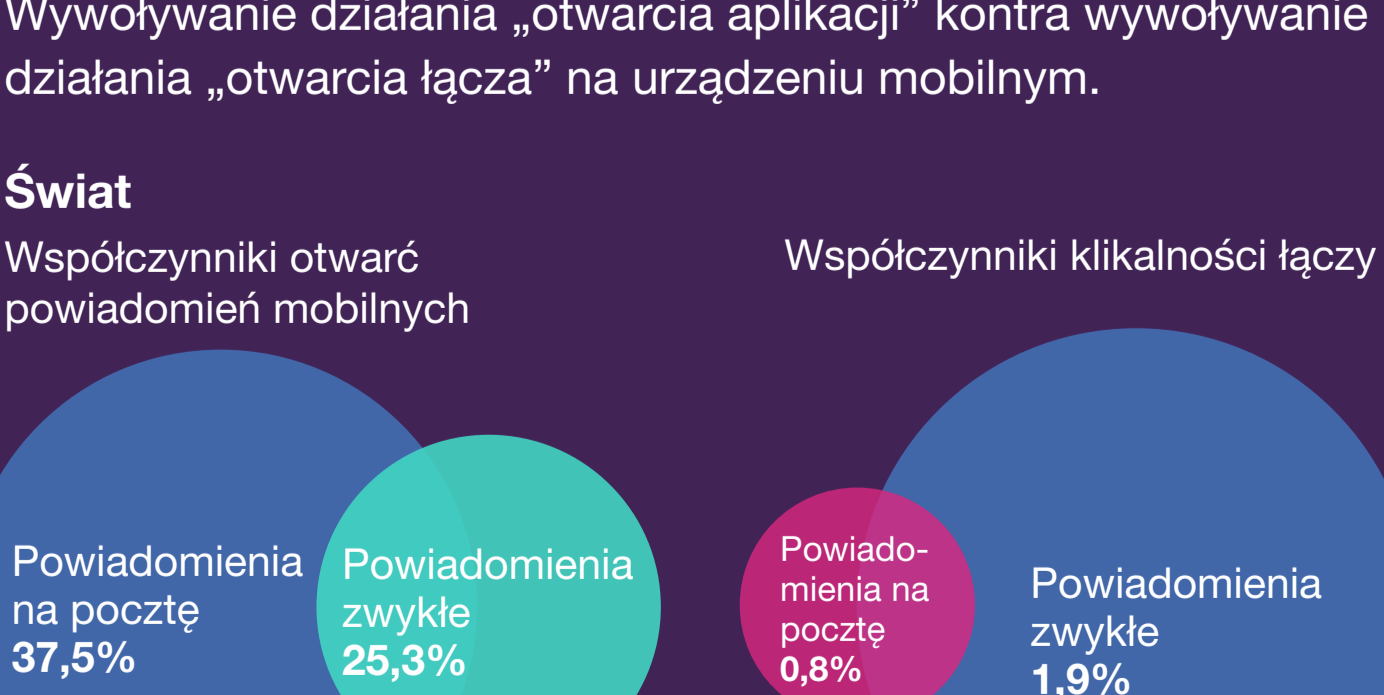 Wywoływanie działania „otwarcia aplikacji” kontra wywoływanie
działania „otwarcia łącza” na urządzeniu mobilnym.
Świat
Współczynniki otwarć
powiadomień mobilnych
Powiadomienia
na pocztę
37,5%
Powiadomienia
zwykłe
25,3%
Współczynniki klikalności łączy
Powiado-
mienia na
pocztę
0,8%
Powiadomienia
zwykłe
1,9%